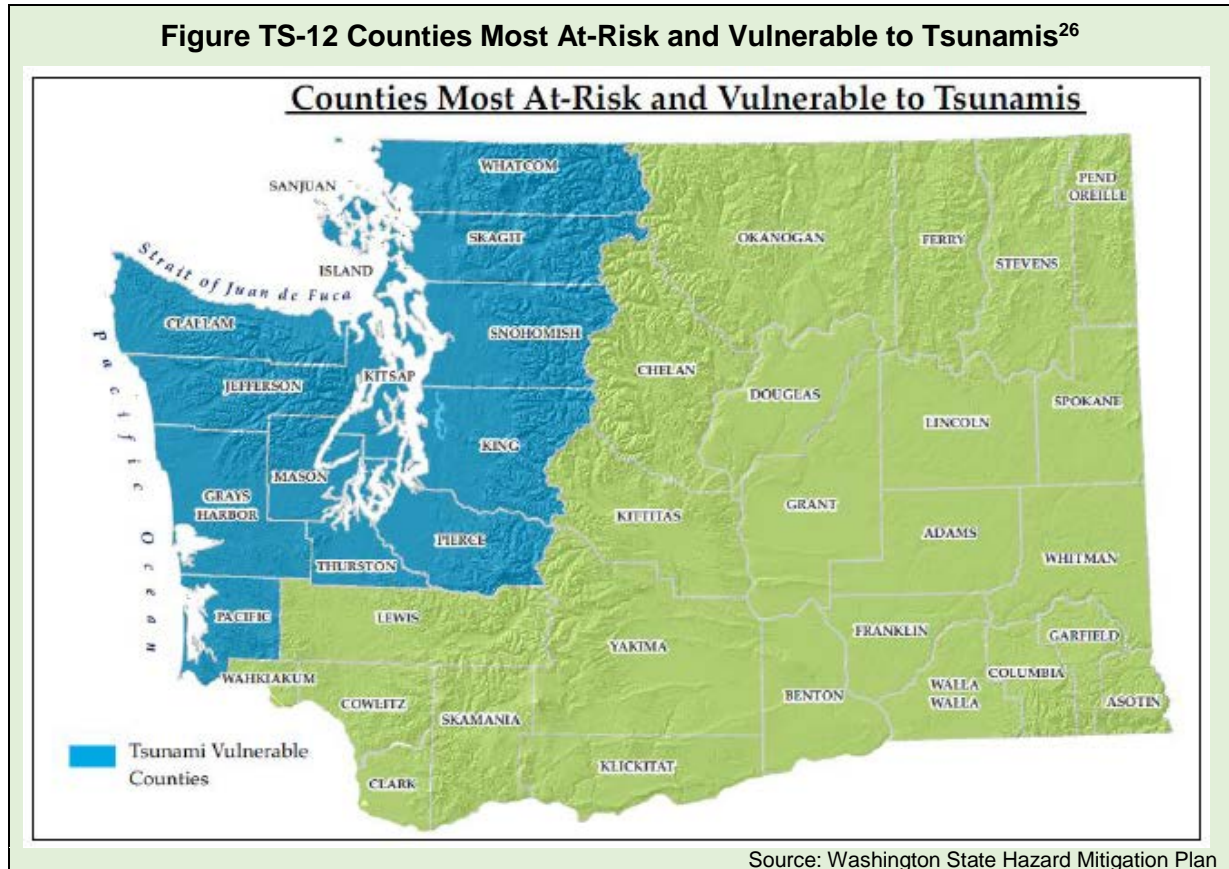 Figure TS-12 Counties Most At-Risk and Vulnerable to Tsunamis26
Counties Most At-Risk and Vulnerable to Tsunamis
WHATCOM
SANJUAN
SKAGIT
ISLAND
Strait of Juan de Fuca
CLALLAM
SNOHOMISH
JEFFERSON
KITSAP
KING
MASON
GRAYS
HARBOR
PIERCE
THURSTON
Pacific Ocean
PACIFIC
LEWIS
WAHKIAKUM
COWLITZ
SKAMANIA
CLARK
OKANOGAN
FERRY
STEVENS
PEND
OREILLE
CHELAN
DOUGLAS
LINCOLN
SPOKANE
KITTITAS
GRANT
ADAMS
WHITMAN
YAKIMA
FRANKLIN
GARFIELD
BENTON
WALLA
WALLA
COLUMBIA
ASOTIN
KLICKITAT
Tsunami Vulnerable
Counties
Source: Washington State Hazard Mitigation Plan